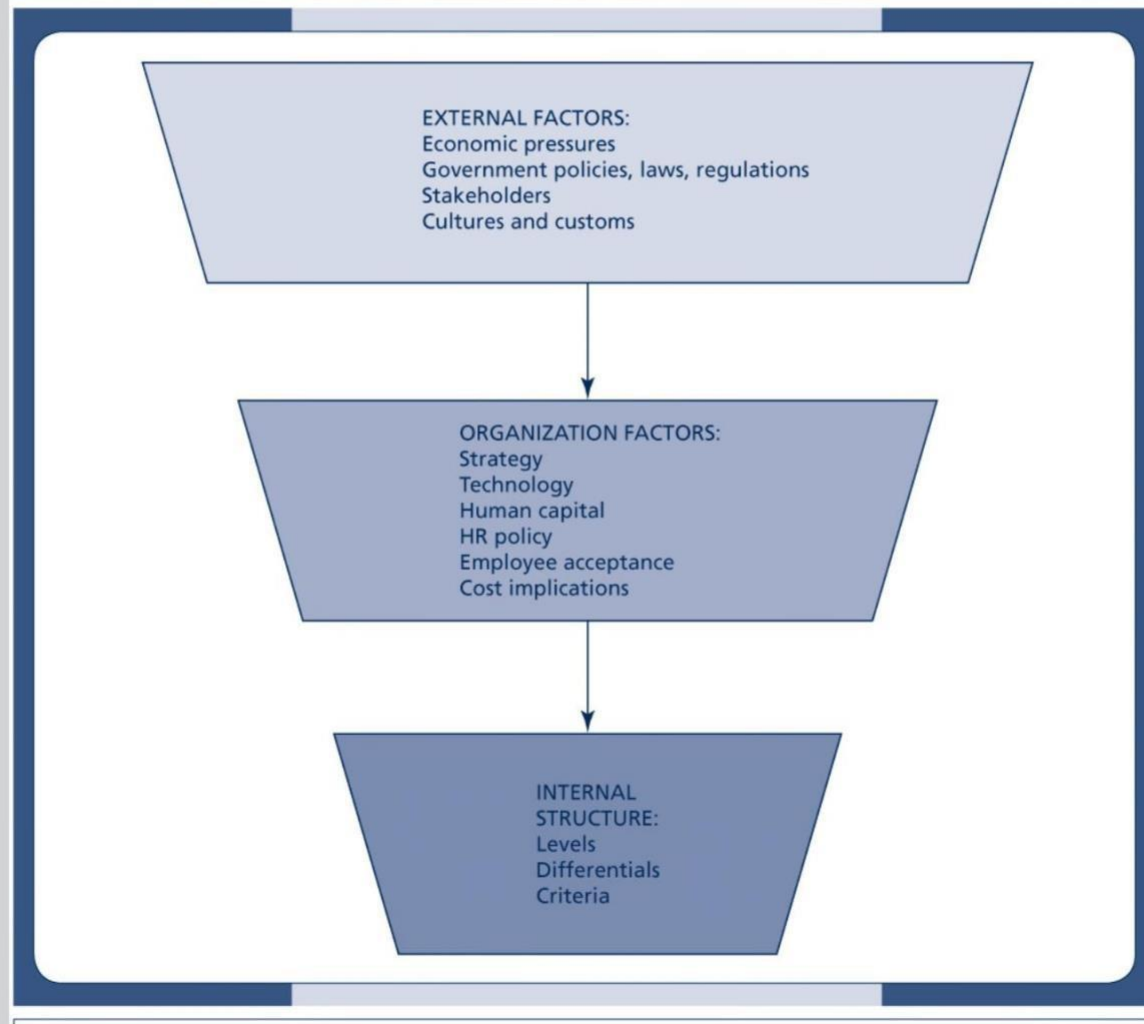 EXTERNAL FACTORS:
Economic pressures
Government policies, laws, regulations
Stakeholders
Cultures and customs
ORGANIZATION FACTORS:
Strategy
Technology
Human capital
HR policy
Employee acceptance
Cost implications
INTERNAL
STRUCTURE:
Levels
Differentials
Criteria